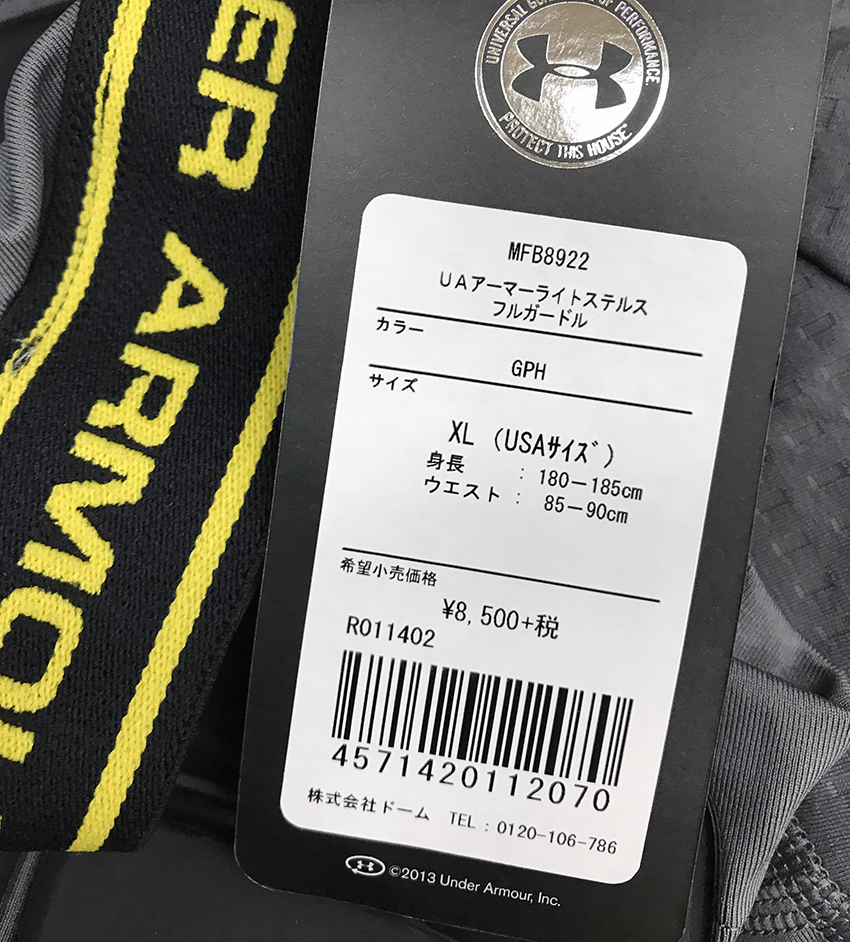 ER ARMOU
UNIVERSAL OF PERFORMANCE.
PROTECT THIS HOUSE
MFB8922
UAアーマーライトステルス
フルガードル
カラー
GPH
サイズ
XL (USAｻｲｽﾞ)
身長 : 180−185cm
ウエスト : 85−90cm
希望小売価格
¥8,500+税
R011402
4571420112070
株式会社ドーム TEL : 0120-106-786
©2013 Under Armour, Inc.